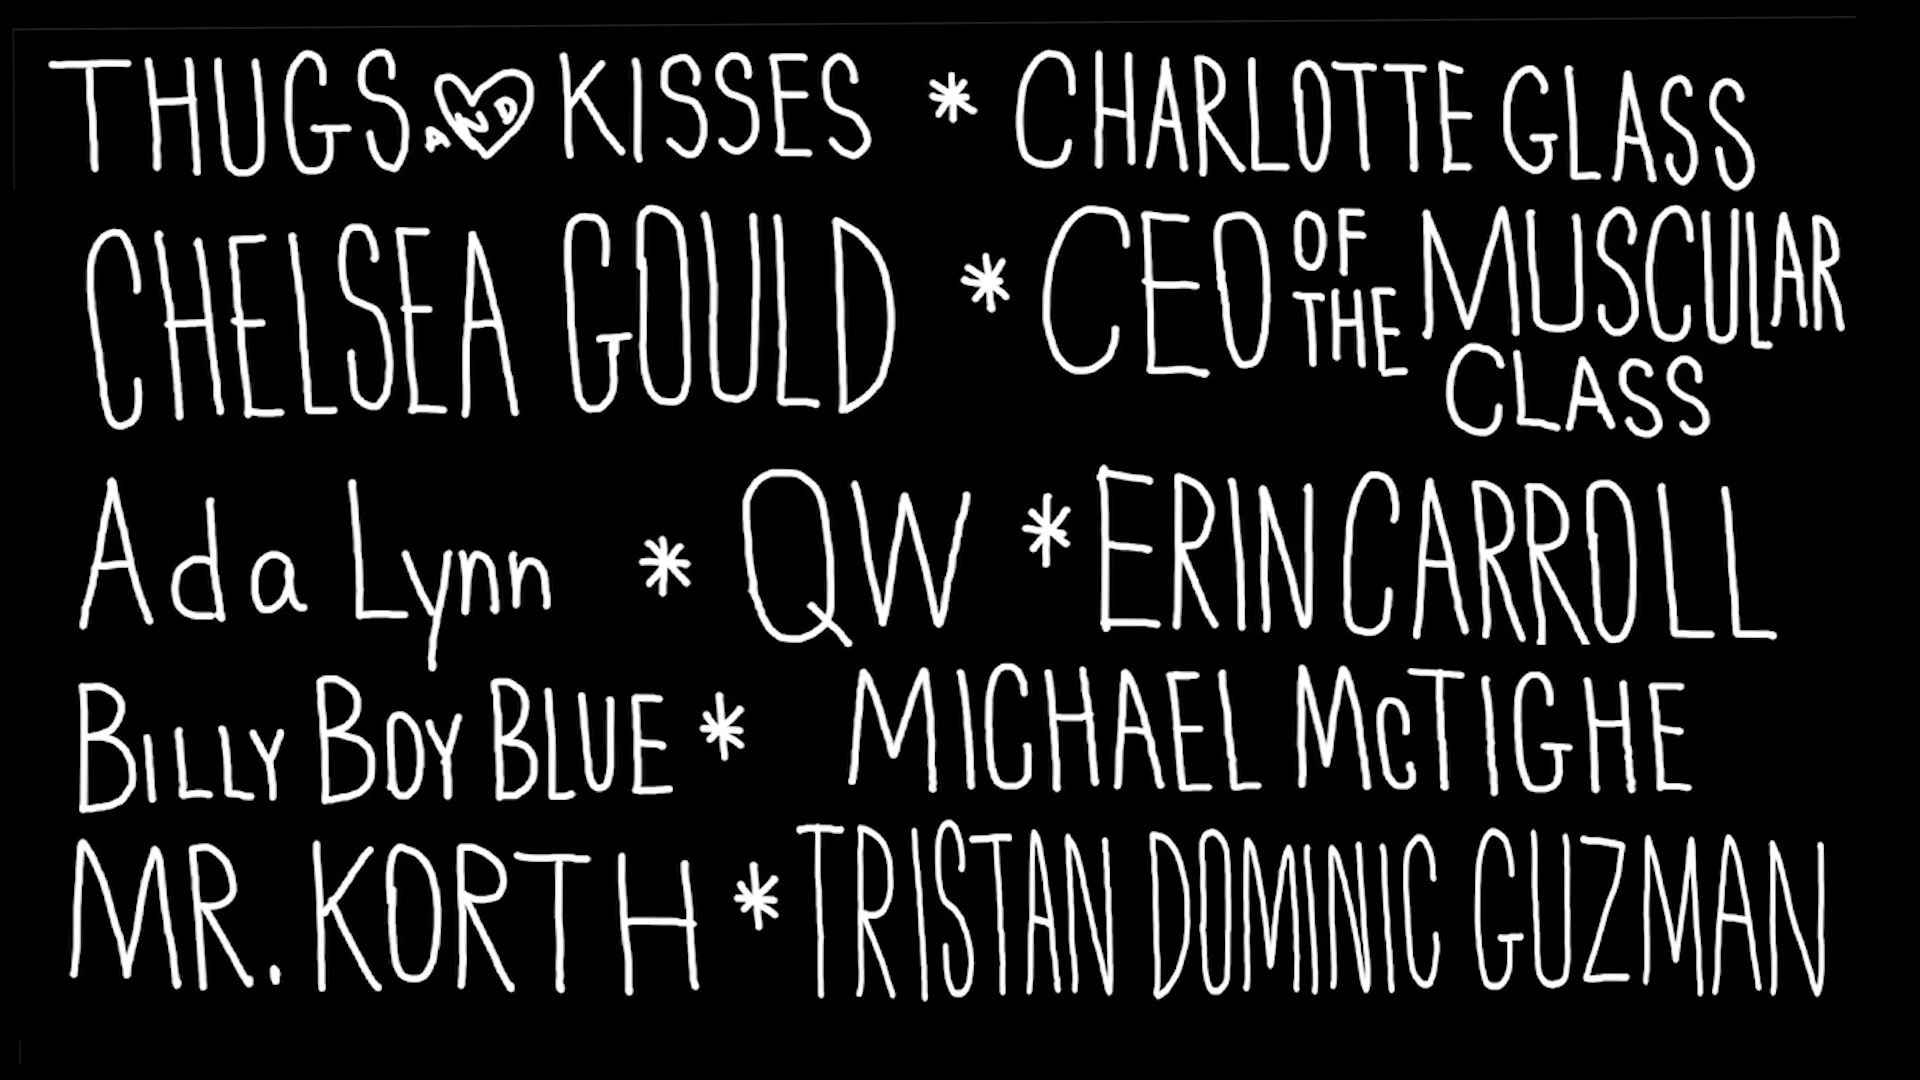 THUGS AND KISSES * CHARLOTTE GLASS
CHELSEA GOULD * CEO OF THE MUSCULAR CLASS
Ada Lynn * QW * ERIN CARROLL
BILLY BOY BLUE * MICHAEL McTIGHE
MR. KORTH * TRISTAN DOMINIC GUZMAN